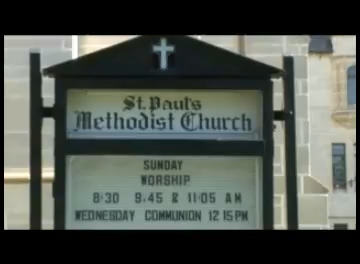 St. Paul's
Methodist Church
SUNDAY
WORSHIP
8:30 9:45 & 11:05 AM
WEDNESDAY COMMUNION 12:15 PM